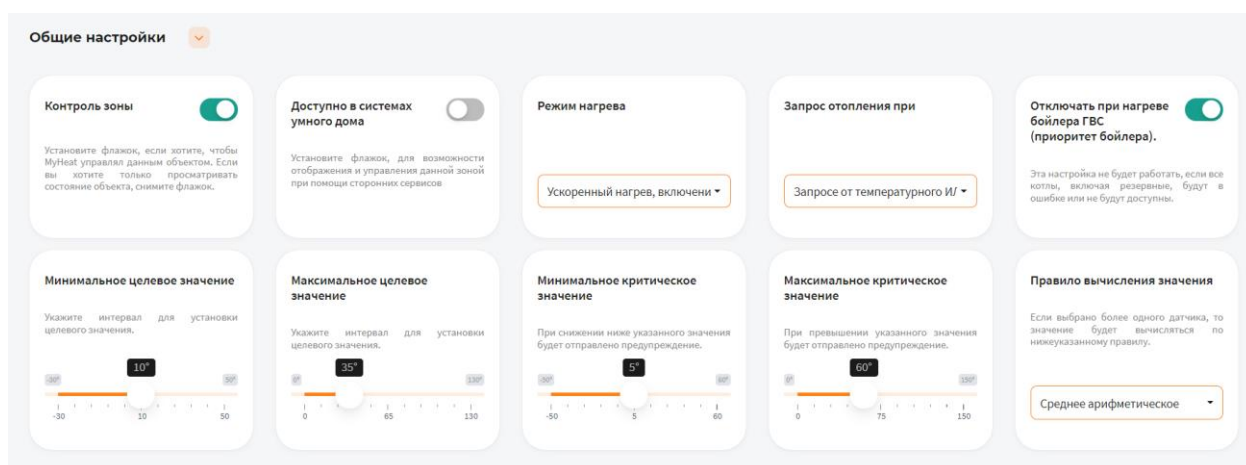 Общие настройки
Контроль зоны
Установите флажок, если хотите, чтобы
MyHeat управлял данным объектом. Если
вы хотите только просматривать
состояние объекта, снимите флажок.
Доступно в системах
умного дома
Установите флажок, для возможности
отображения и управления данной зоной
при помощи сторонних сервисов
Режим нагрева
Ускоренный нагрев, включени
Запрос отопления при
Запросе от температурного И/
Отключать при нагреве
бойлера ГВС
(приоритет бойлера).
Эта настройка не будет работать, если все
котлы, включая резервные, будут в
ошибке или не будут доступны.
Минимальное целевое значение
Укажите интервал для установки
целевого значения.
10°
-30° 50°
-30 10 50
Максимальное целевое
значение
Укажите интервал для установки
целевого значения.
35°
0° 130°
0 65 130
Минимальное критическое
значение
При снижении ниже указанного значения
будет отправлено предупреждение.
5°
-50° 60°
-50 5 60
Максимальное критическое
значение
При превышении указанного значения
будет отправлено предупреждение.
60°
0° 150°
0 75 150
Правило вычисления значения
Если выбрано более одного датчика, то
значение будет вычисляться по
нижеуказанному правилу.
Среднее арифметическое